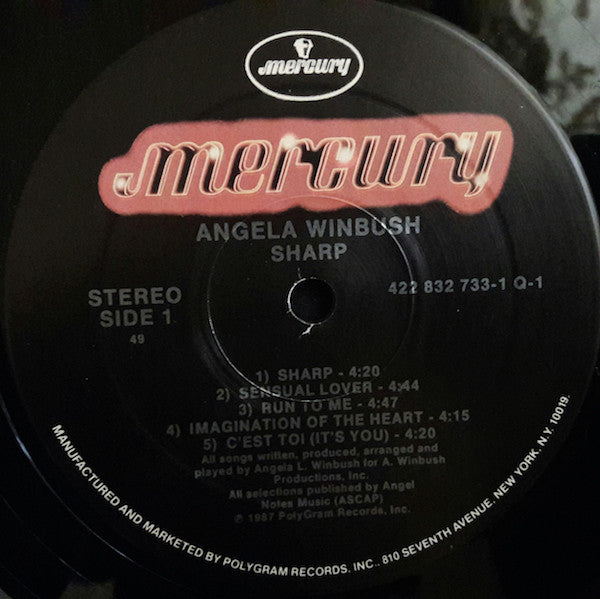 mercury
mercury
ANGELA WINBUSH
SHARP
STEREO
SIDE 1
49
422 832 733-1 Q-1
1) SHARP - 4:20
2) SENSUAL LOVER - 4:44
3) RUN TO ME - 4:47
4) IMAGINATION OF THE HEART - 4:15
5) C'EST TOI (IT'S YOU) - 4:20
All songs written, produced, arranged and
played by Angela L. Winbush for A. Winbush
Productions, Inc.
All selections published by Angel
Notes Music (ASCAP)
℗ 1987 PolyGram Records, Inc.
MANUFACTURED AND MARKETED BY POLYGRAM RECORDS, INC., 810 SEVENTH AVENUE, NEW YORK, N.Y. 10019.